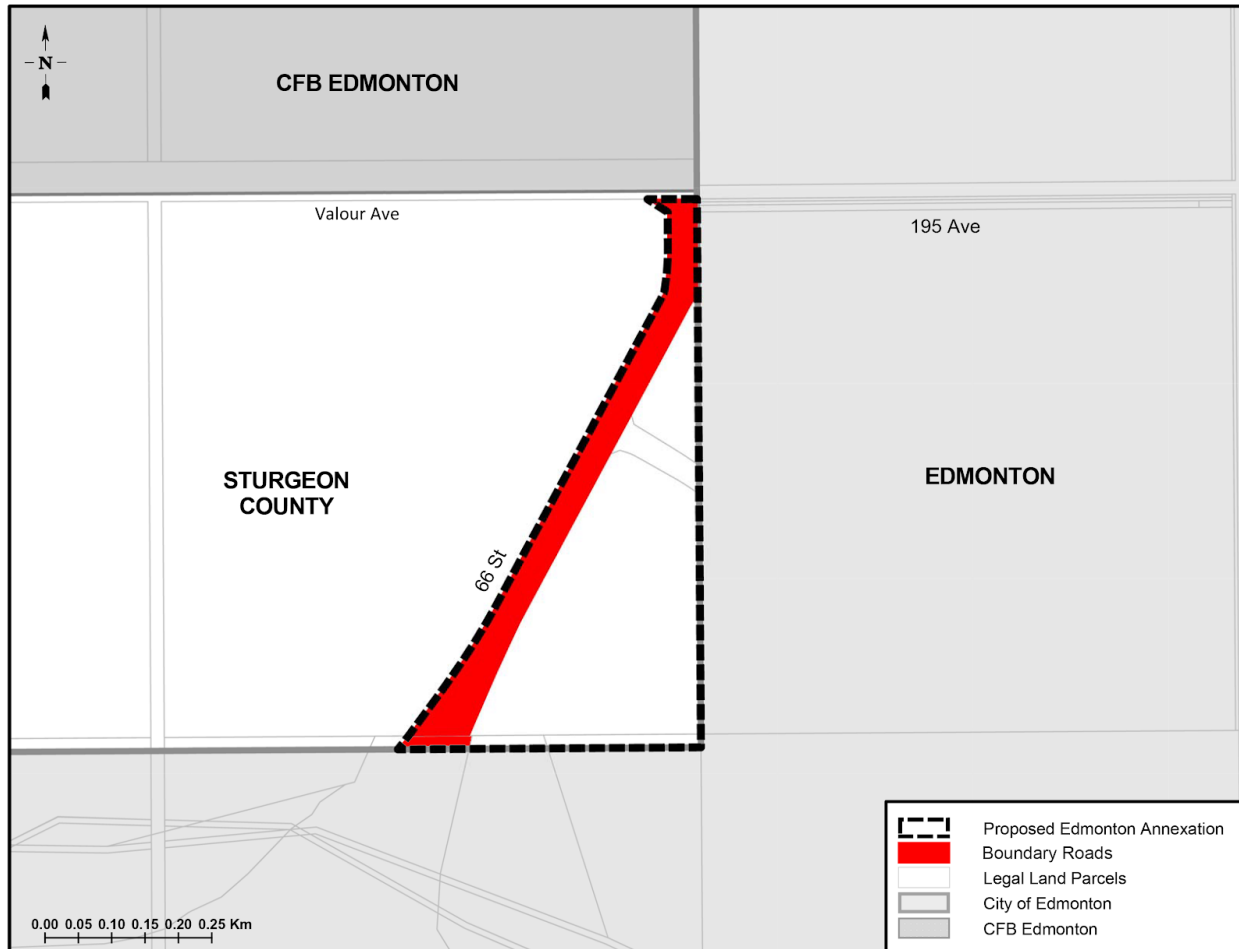 N
CFB EDMONTON
Valour Ave
195 Ave
STURGEON
COUNTY
EDMONTON
66 St
Proposed Edmonton Annexation
Boundary Roads
Legal Land Parcels
City of Edmonton
CFB Edmonton
0.00 0.05 0.10 0.15 0.20 0.25 Km